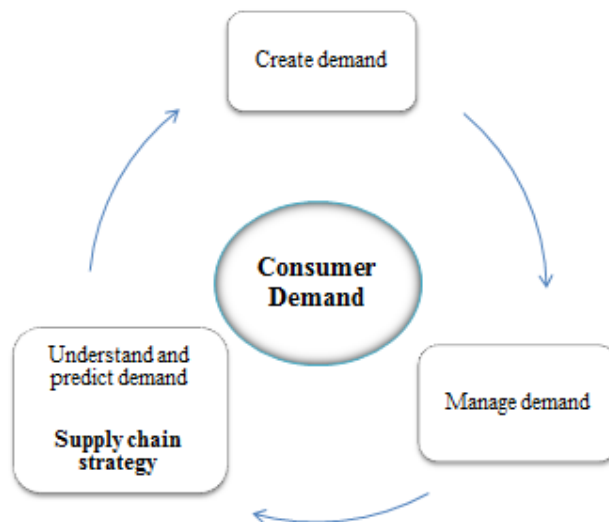 Create demand
Consumer
Demand
Understand and
predict demand
Supply chain
strategy
Manage demand